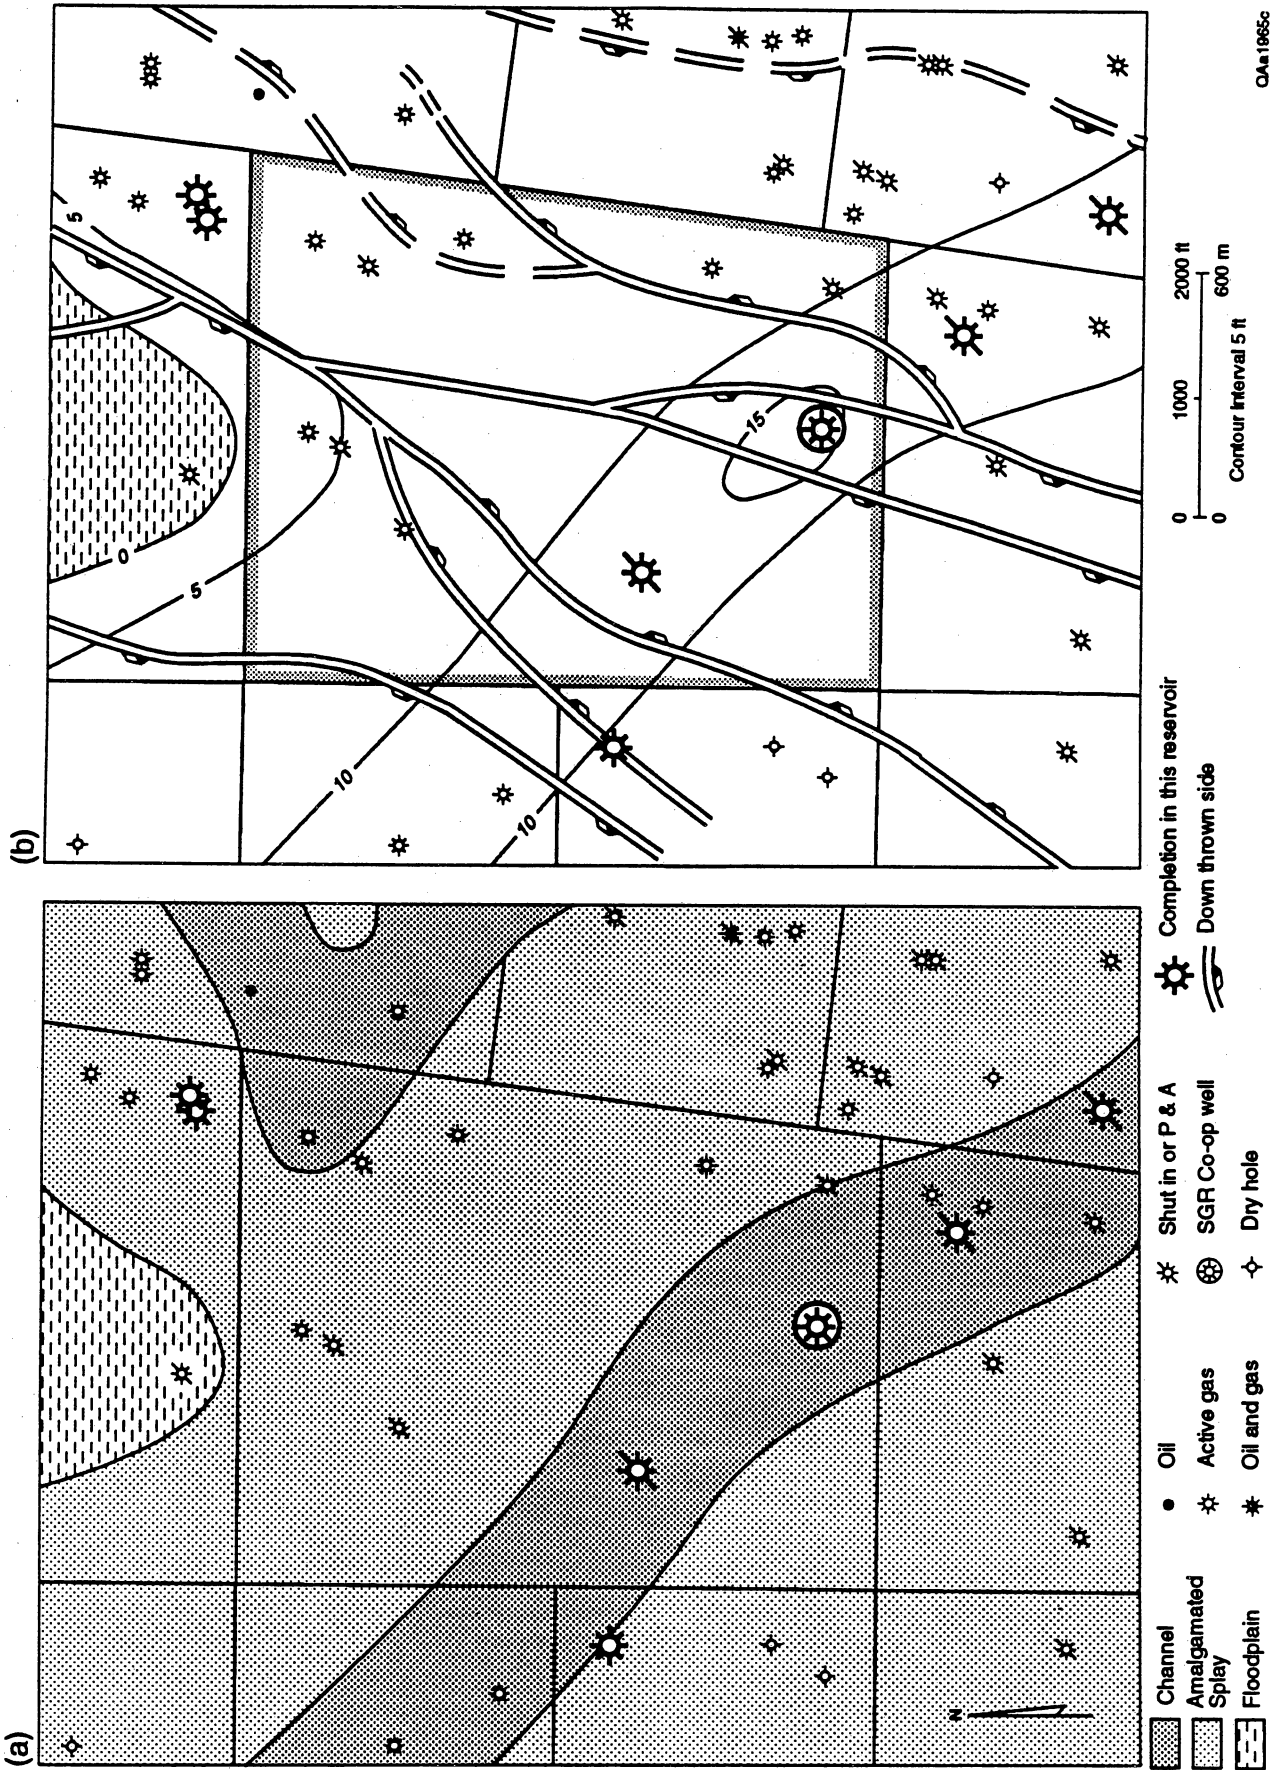 (a)
N
(b)
5
0
5
10
10
15
Channel
Amalgamated
Splay
Floodplain
Oil
Active gas
Oil and gas
Shut in or P & A
SGR Co-op well
Dry hole
Completion in this reservoir
Down thrown side
0 1000 2000 ft
0 600 m
Contour interval 5 ft
QAa1965c